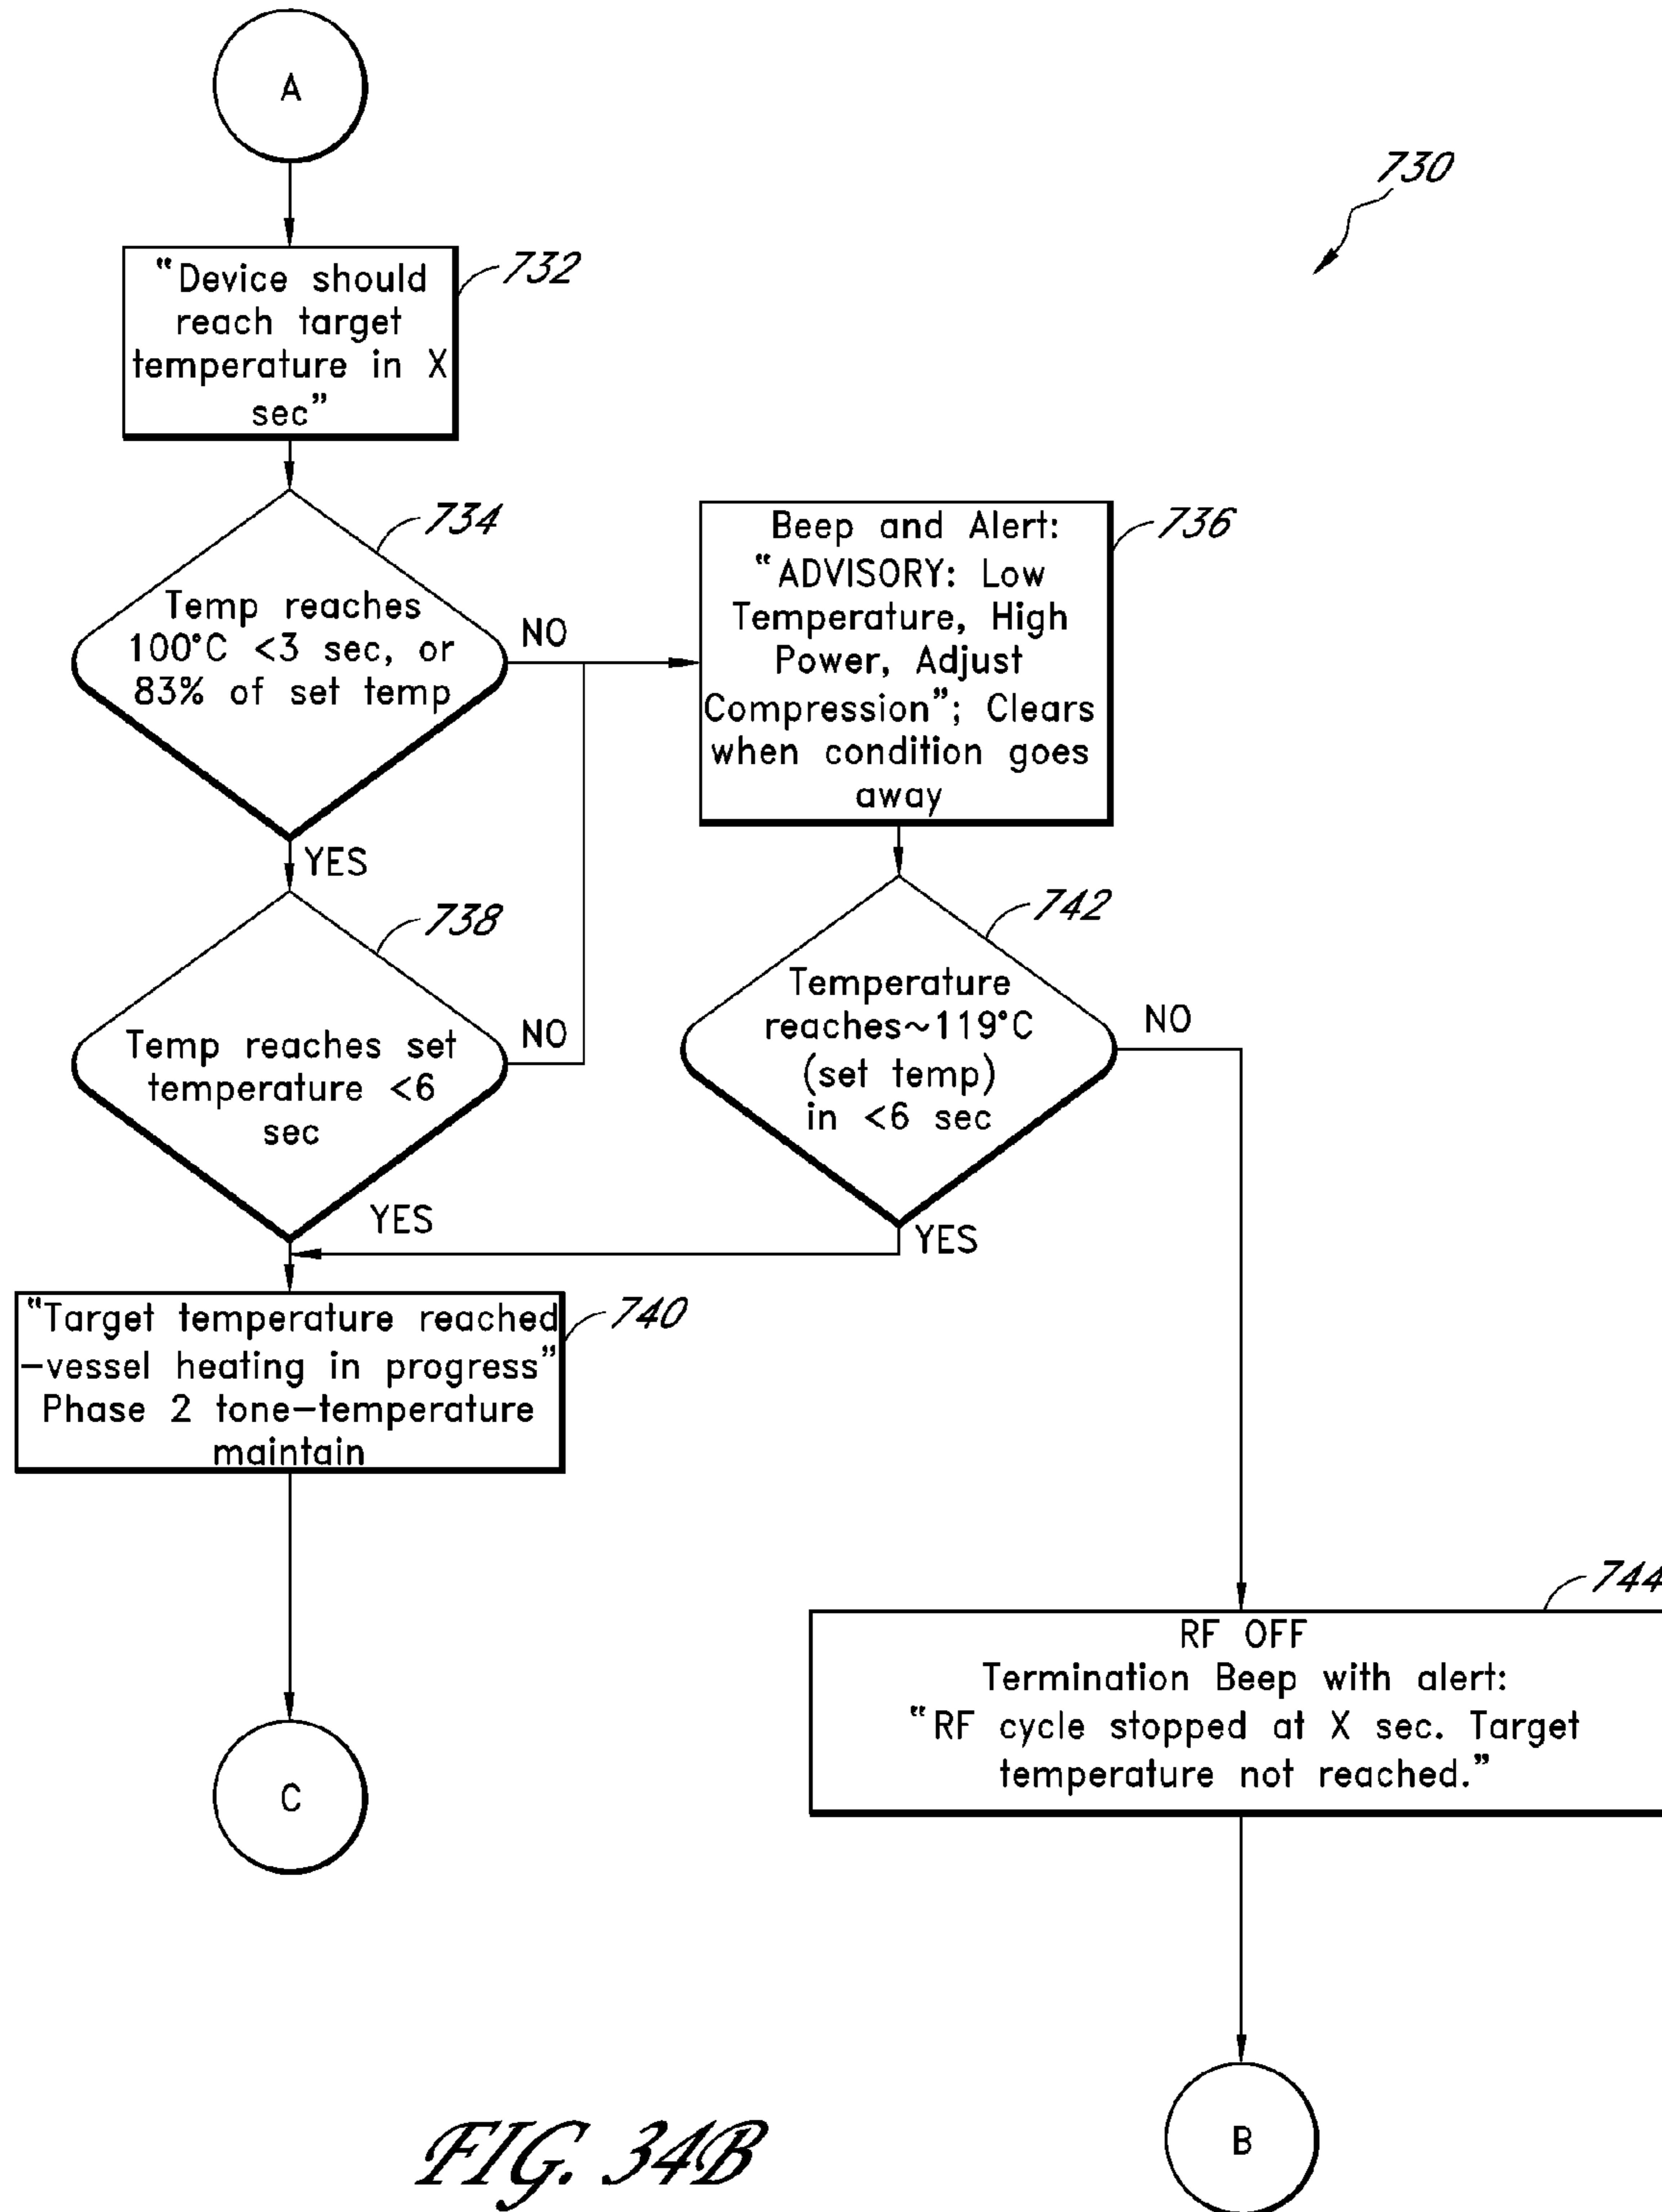 A
730
"Device should
reach target
temperature in X
sec"
732
734
Temp reaches
100°C <3 sec, or
83% of set temp
NO
YES
Beep and Alert:
"ADVISORY: Low
Temperature, High
Power, Adjust
Compression"; Clears
when condition goes
away
736
738
Temp reaches set
temperature <6
sec
NO
YES
742
Temperature
reaches~119°C
(set temp)
in <6 sec
NO
YES
"Target temperature reached
-vessel heating in progress"
Phase 2 tone-temperature
maintain
740
C
744
RF OFF
Termination Beep with alert:
"RF cycle stopped at X sec. Target
temperature not reached."
B
FIG. 34B